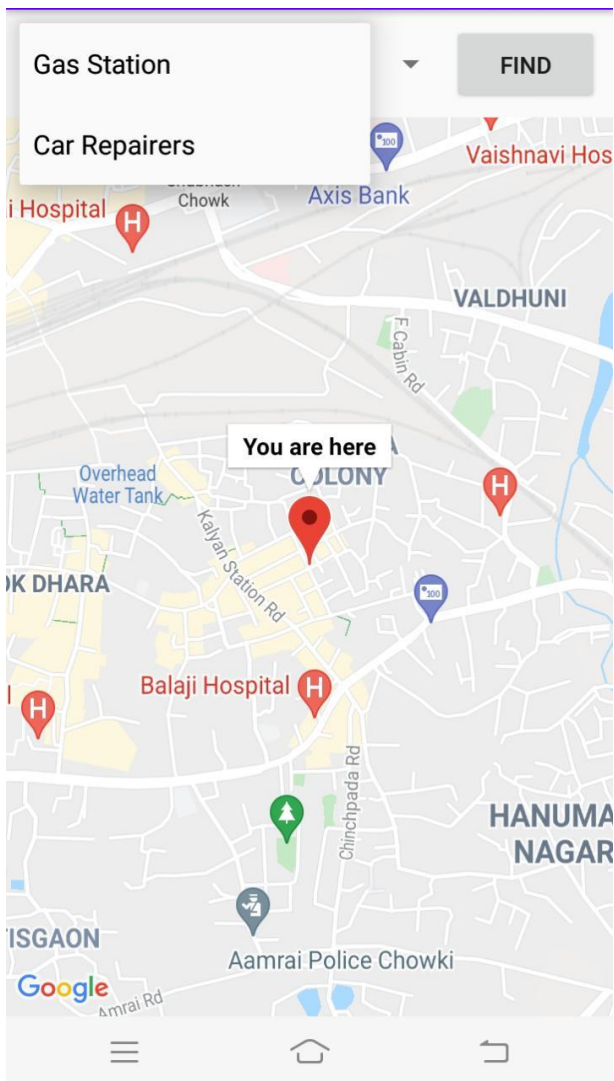 Gas Station
FIND
Car Repairers
Vaishnavi Hos
Axis Bank
Chowk
i Hospital
VALDHUNI
F Cabin Rd
You are here
A
COLONY
Overhead
Water Tank
Kalyan Station Rd
OK DHARA
Balaji Hospital
l
Chinchpada Rd
HANUMA
NAGAR
TISGAON
Aamrai Police Chowki
Google
Amrai Rd